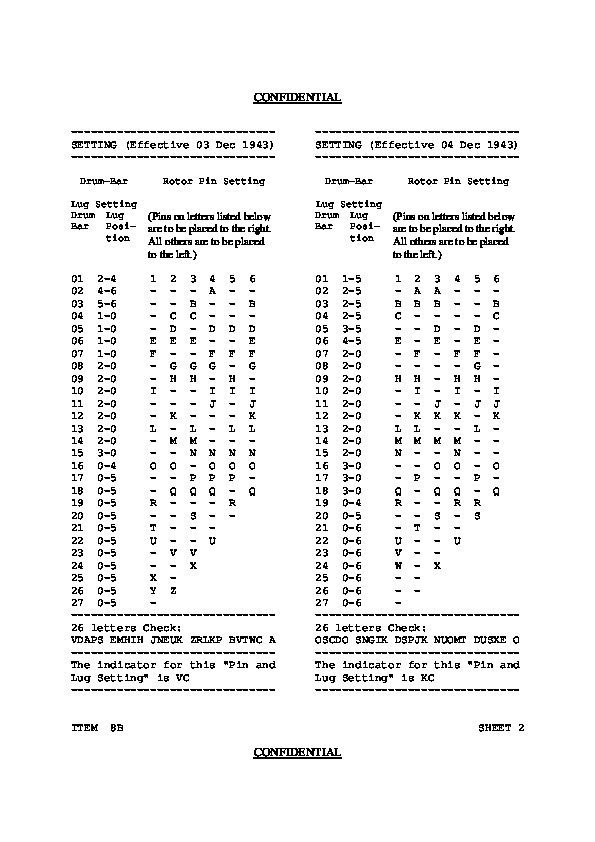 CONFIDENTIAL
SETTING (Effective 03 Dec 1943)
Drum-Bar Rotor Pin Setting
Lug Setting
Drum Lug
Bar Posi-
tion
(Pins on letters listed below
are to be placed to the right.
All others are to be placed
to the left.)
01 2-4 1 2 3 4 5 6
02 4-6 - - - A - -
03 5-6 - - B - - B
04 1-0 - C C - - -
05 1-0 - D - D D D
06 1-0 E E E - - E
07 1-0 F - - F F F
08 2-0 - G G G - G
09 2-0 - H H - H -
10 2-0 I - - I I I
11 2-0 - - - J - J
12 2-0 - K - - - K
13 2-0 L - L - L L
14 2-0 - M M - - -
15 3-0 - - N N N N
16 0-4 O O - O O O
17 0-5 - - P P P -
18 0-5 - Q Q Q - Q
19 0-5 R - - - R
20 0-5 - - S - -
21 0-5 T - - -
22 0-5 U - - U
23 0-5 - V V
24 0-5 - - X
25 0-5 X -
26 0-5 Y Z
27 0-5 -
26 letters Check:
VDAPS EMHIH JNEUK ZRLKP BVTWC A
The indicator for this "Pin and
Lug Setting" is VC
SETTING (Effective 04 Dec 1943)
Drum-Bar Rotor Pin Setting
Lug Setting
Drum Lug
Bar Posi-
tion
(Pins on letters listed below
are to be placed to the right.
All others are to be placed
to the left.)
01 1-5 1 2 3 4 5 6
02 2-5 - A A - - -
03 2-5 B B B - - B
04 2-5 C - - - - C
05 3-5 - - D - D -
06 4-5 E - E - E -
07 2-0 - F - F F -
08 2-0 - - - - G -
09 2-0 H H - H H -
10 2-0 - I - I - I
11 2-0 - - J - J J
12 2-0 - K K K - K
13 2-0 L L - - L -
14 2-0 M M M M - -
15 2-0 N - - N - -
16 3-0 - - O O - O
17 3-0 - P - - P -
18 3-0 Q - Q Q - Q
19 0-4 R - - R R
20 0-5 - - S - S
21 0-6 - T - -
22 0-6 U - - U
23 0-6 V - -
24 0-6 W - X
25 0-6 - -
26 0-6 - -
27 0-6 -
26 letters Check:
OSCDO SNGIK DSPJK NUOMT DUSXE O
The indicator for this "Pin and
Lug Setting" is KC
ITEM 8B SHEET 2
CONFIDENTIAL